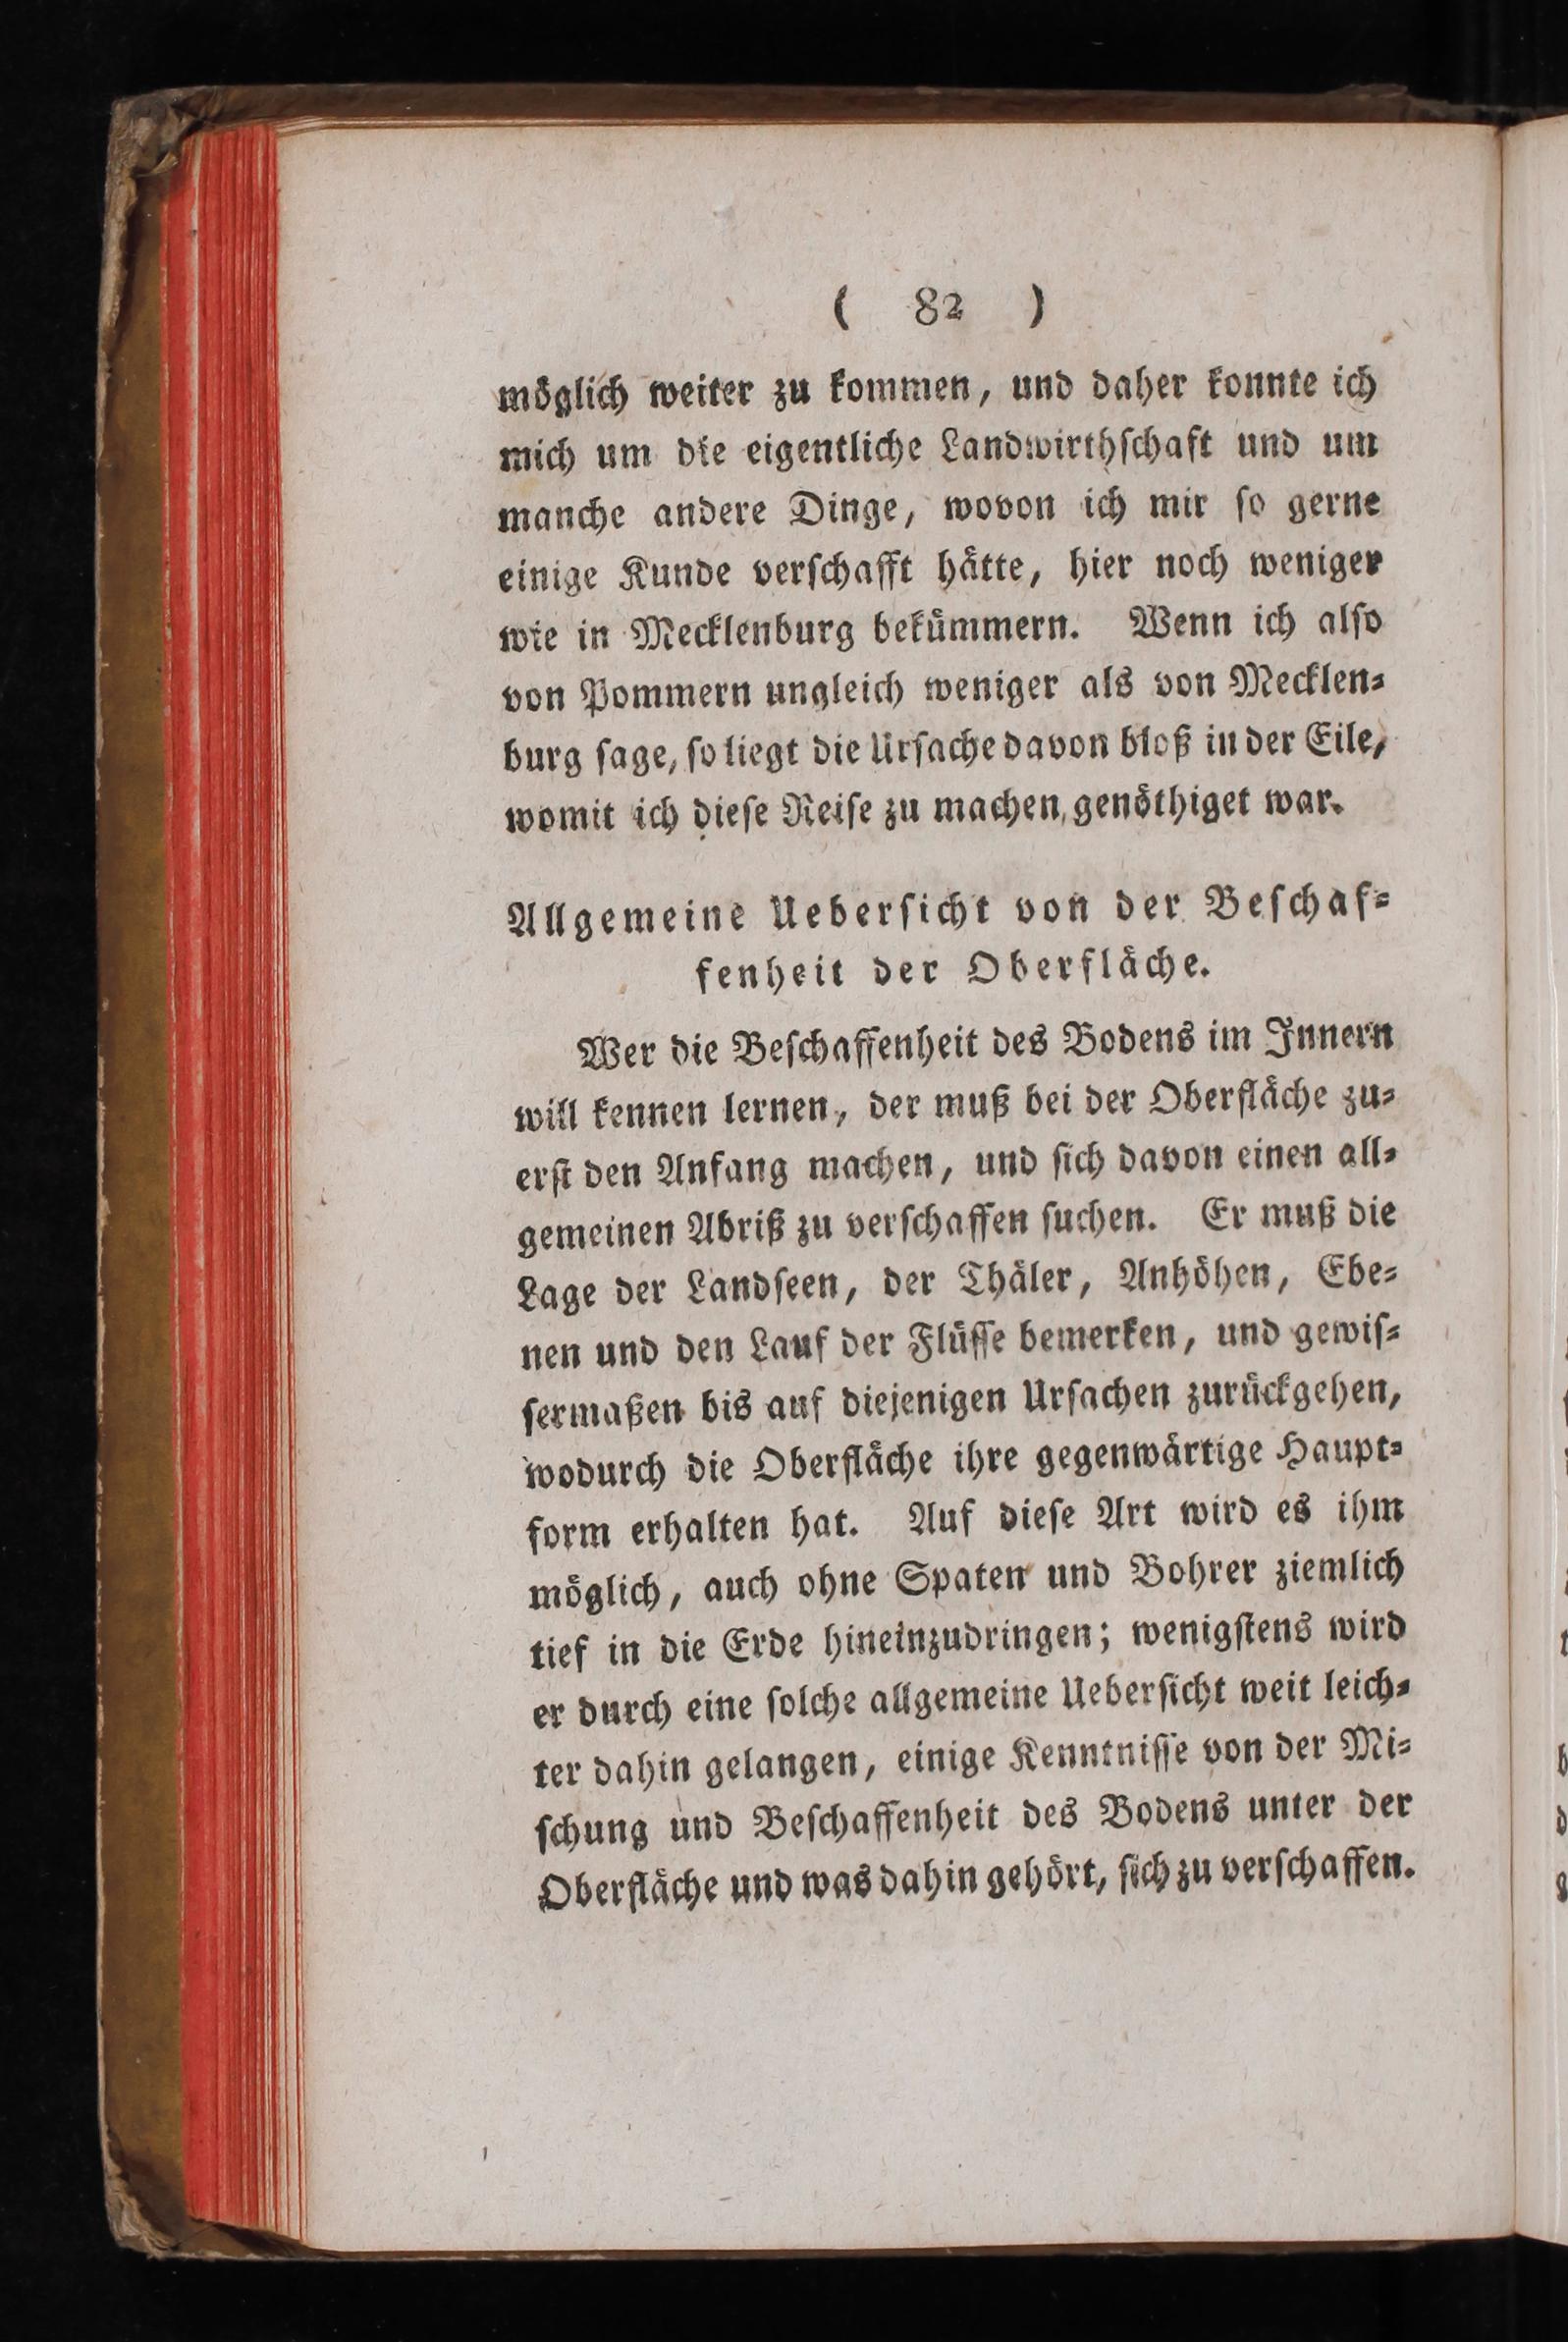 ( 82 )
möglich weiter zu kommen, und daher konnte ich
mich um die eigentliche Landwirthſchaft und um
manche andere Dinge, wovon ich mir ſo gerne
einige Kunde verſchafft hätte, hier noch weniger
wie in Mecklenburg bekümmern. Wenn ich alſo
von Pommern ungleich weniger als von Mecklen⸗
burg ſage, ſo liegt die Urſache davon bloß in der Eile,
womit ich dieſe Reiſe zu machen genöthiget war.
Allgemeine Ueberſicht von der Beſchaf⸗
fenheit der Oberfläche.
Wer die Beſchaffenheit des Bodens im Innern
will kennen lernen, der muß bei der Oberfläche zu⸗
erſt den Anfang machen, und ſich davon einen all⸗
gemeinen Abriß zu verſchaffen ſuchen. Er muß die
Lage der Landſeen, der Thäler, Anhöhen, Ebe⸗
nen und den Lauf der Flüſſe bemerken, und gewiſ⸗
ſermaßen bis auf diejenigen Urſachen zurückgehen,
wodurch die Oberfläche ihre gegenwärtige Haupt⸗
form erhalten hat. Auf dieſe Art wird es ihm
möglich, auch ohne Spaten und Bohrer ziemlich
tief in die Erde hineinzudringen; wenigſtens wird
er durch eine ſolche allgemeine Ueberſicht weit leich⸗
ter dahin gelangen, einige Kenntniſſe von der Mi⸗
ſchung und Beſchaffenheit des Bodens unter der
Oberfläche und was dahin gehört, ſich zu verſchaffen.